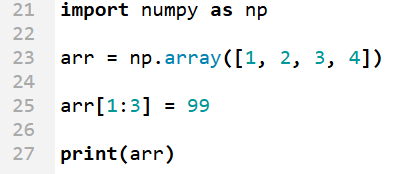 21 import numpy as np
22
23 arr = np.array([1, 2, 3, 4])
24
25 arr[1:3] = 99
26
27 print(arr)